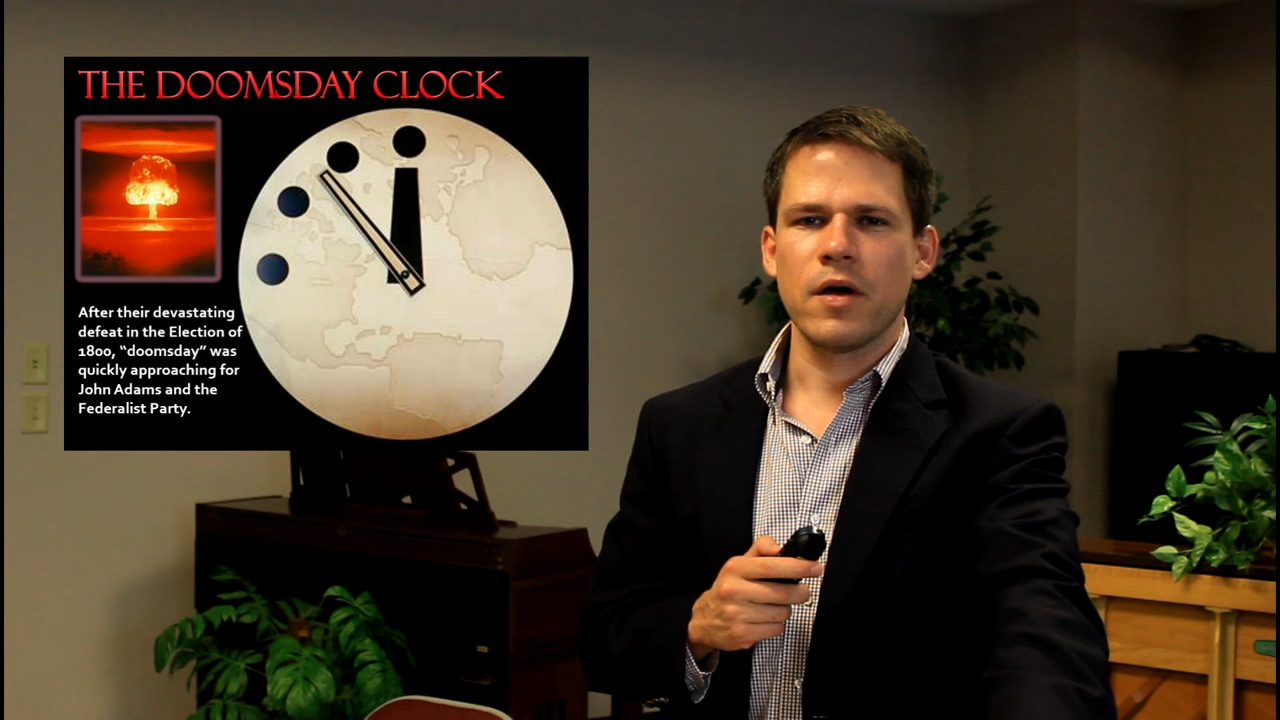 THE DOOMSDAY CLOCK
After their devastating
defeat in the Election of
1800, “doomsday” was
quickly approaching for
John Adams and the
Federalist Party.